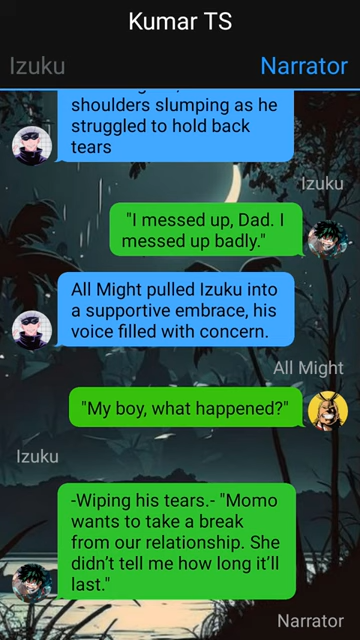 Kumar TS
Izuku
Narrator
shoulders slumping as he
struggled to hold back
tears
Izuku
"I messed up, Dad. I
messed up badly."
All Might pulled Izuku into
a supportive embrace, his
voice filled with concern.
All Might
"My boy, what happened?"
Izuku
-Wiping his tears.- "Momo
wants to take a break
from our relationship. She
didn't tell me how long it'll
last."
Narrator